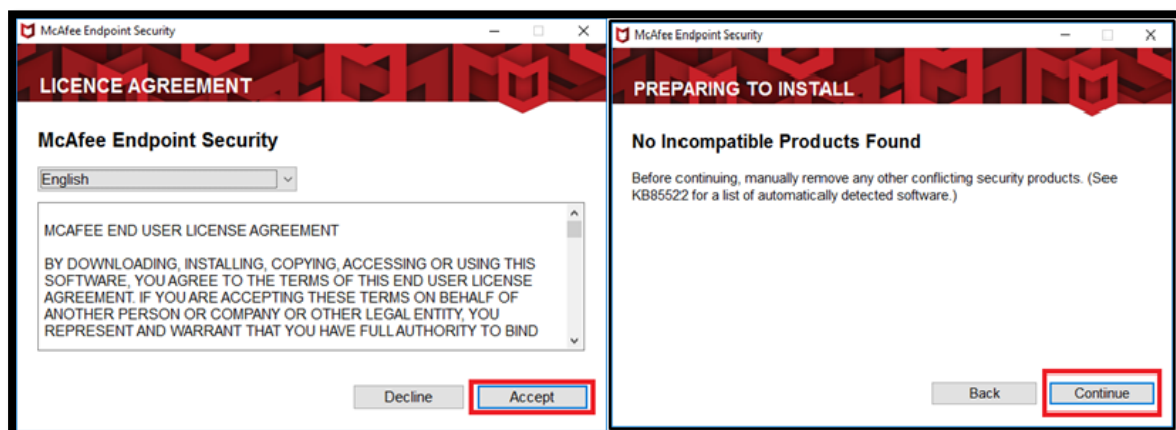 McAfee Endpoint Security
LICENCE AGREEMENT
McAfee Endpoint Security
English
MCAFEE END USER LICENSE AGREEMENT
BY DOWNLOADING, INSTALLING, COPYING, ACCESSING OR USING THIS
SOFTWARE, YOU AGREE TO THE TERMS OF THIS END USER LICENSE
AGREEMENT. IF YOU ARE ACCEPTING THESE TERMS ON BEHALF OF
ANOTHER PERSON OR COMPANY OR OTHER LEGAL ENTITY, YOU
REPRESENT AND WARRANT THAT YOU HAVE FULL AUTHORITY TO BIND
Decline
Accept
McAfee Endpoint Security
PREPARING TO INSTALL
No Incompatible Products Found
Before continuing, manually remove any other conflicting security products. (See
KB85522 for a list of automatically detected software.)
Back
Continue